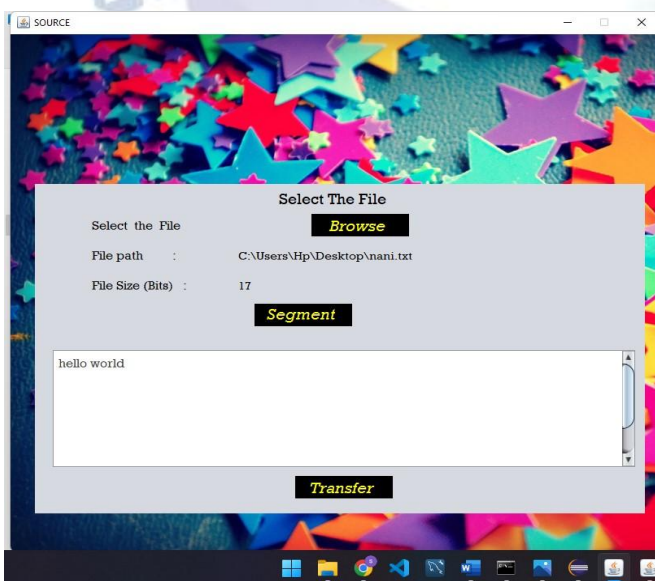 SOURCE
Select The File
Select the File Browse
File path : C:\Users\Hp\Desktop\nani.txt
File Size (Bits) : 17
Segment
hello world
Transfer